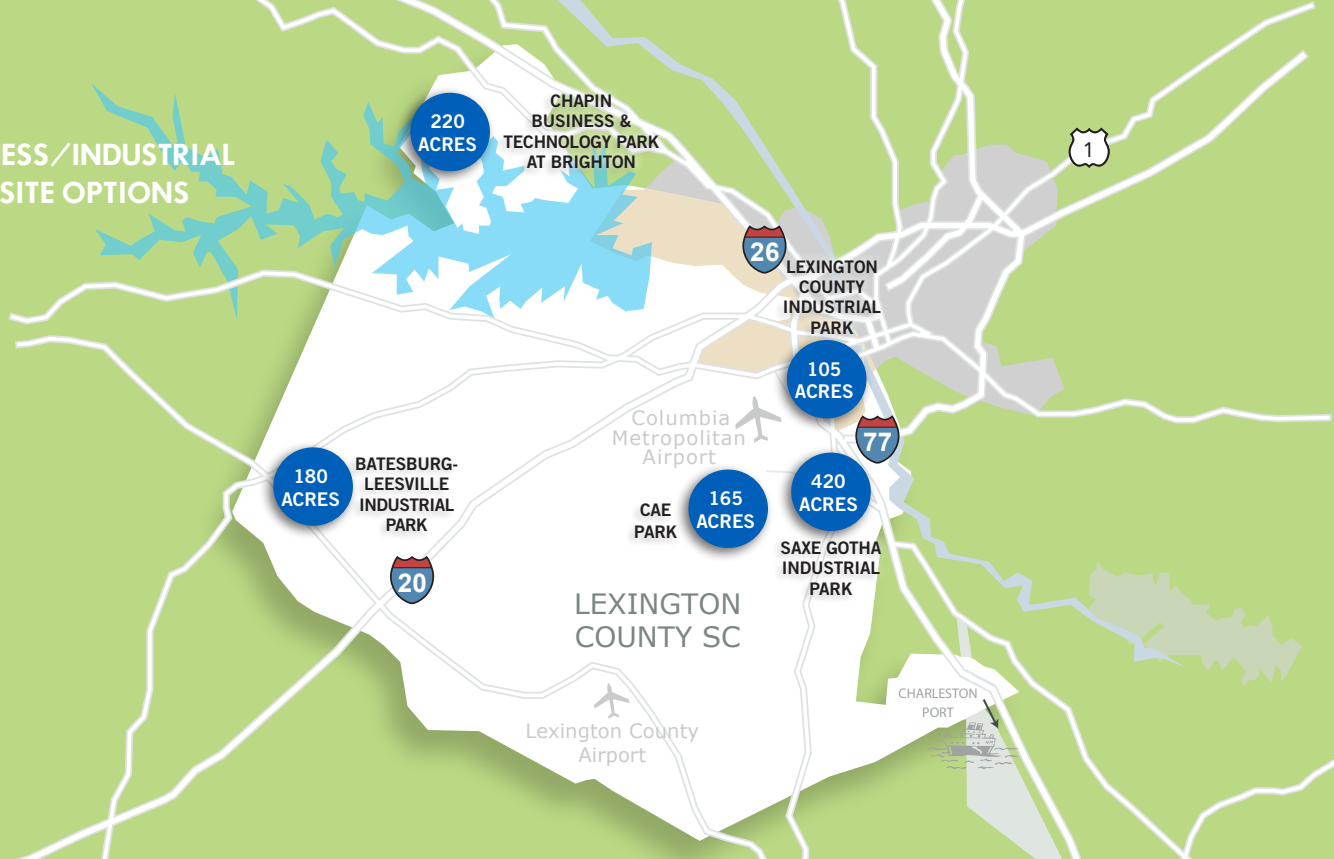 ESS/INDUSTRIAL
SITE OPTIONS
220
ACRES
CHAPIN
BUSINESS &
TECHNOLOGY PARK
AT BRIGHTON
1
26
LEXINGTON
COUNTY
INDUSTRIAL
PARK
105
ACRES
Columbia
Metropolitan
Airport
77
180
ACRES
BATESBURG-
LEESVILLE
INDUSTRIAL
PARK
CAE
PARK
165
ACRES
420
ACRES
SAXE GOTHA
INDUSTRIAL
PARK
20
LEXINGTON
COUNTY SC
CHARLESTON
PORT
Lexington County
Airport